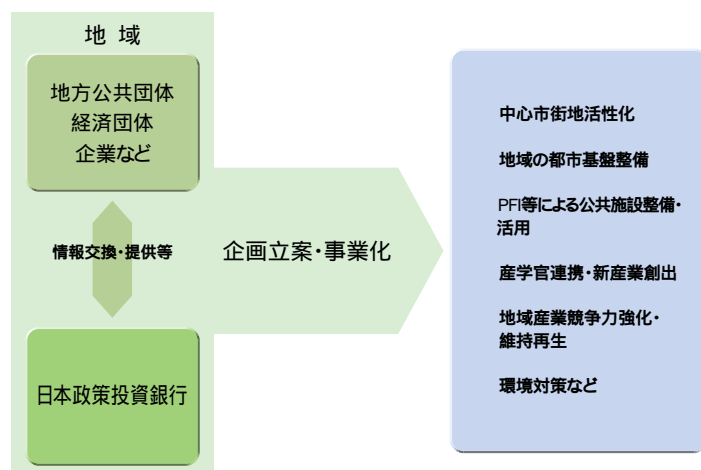 地 域
地方公共団体
経済団体
企業など
情報交換・提供等
日本政策投資銀行
企画立案・事業化
中心市街地活性化
地域の都市基盤整備
PFI等による公共施設整備・
活用
産学官連携・新産業創出
地域産業競争力強化・
維持再生
環境対策など